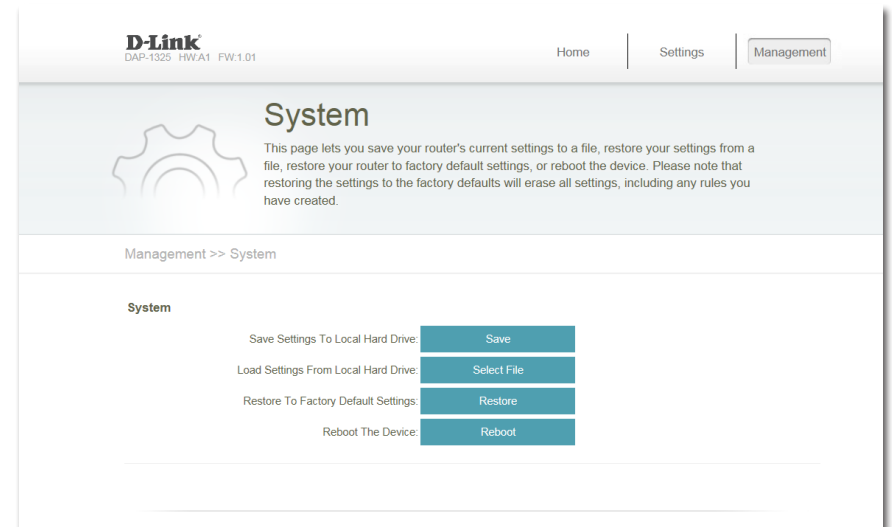 D-Link
DAP-1325 HW:A1 FW:1.01
Home
Settings
Management
System
This page lets you save your router's current settings to a file, restore your settings from a
file, restore your router to factory default settings, or reboot the device. Please note that
restoring the settings to the factory defaults will erase all settings, including any rules you
have created.
Management >> System
System
Save Settings To Local Hard Drive: Save
Load Settings From Local Hard Drive: Select File
Restore To Factory Default Settings: Restore
Reboot The Device: Reboot